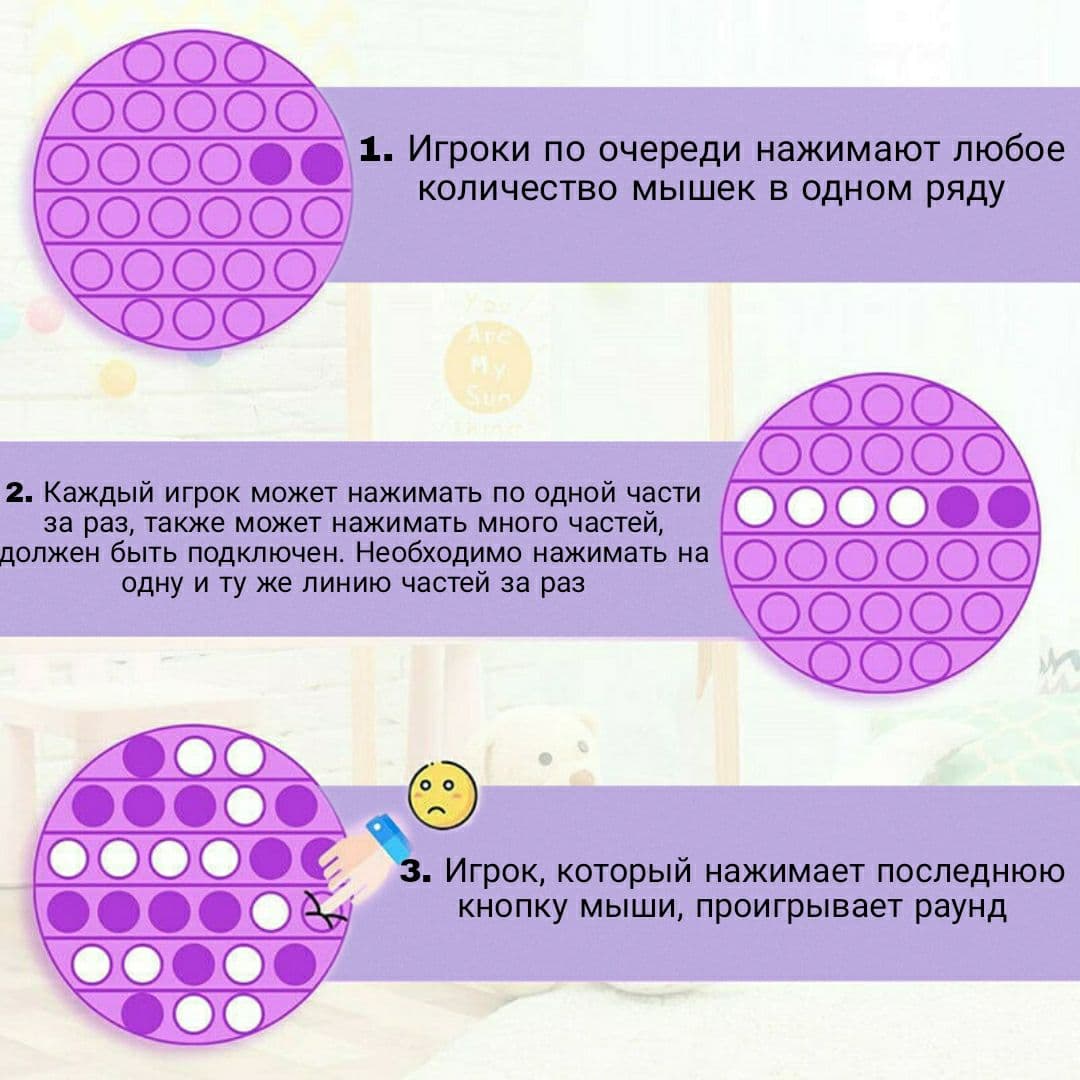 1. Игроки по очереди нажимают любое
количество мышек в одном ряду
You
Are
My
Sun
2. Каждый игрок может нажимать по одной части
за раз, также может нажимать много частей,
должен быть подключен. Необходимо нажимать на
одну и ту же линию частей за раз
3. Игрок, который нажимает последнюю
кнопку мыши, проигрывает раунд